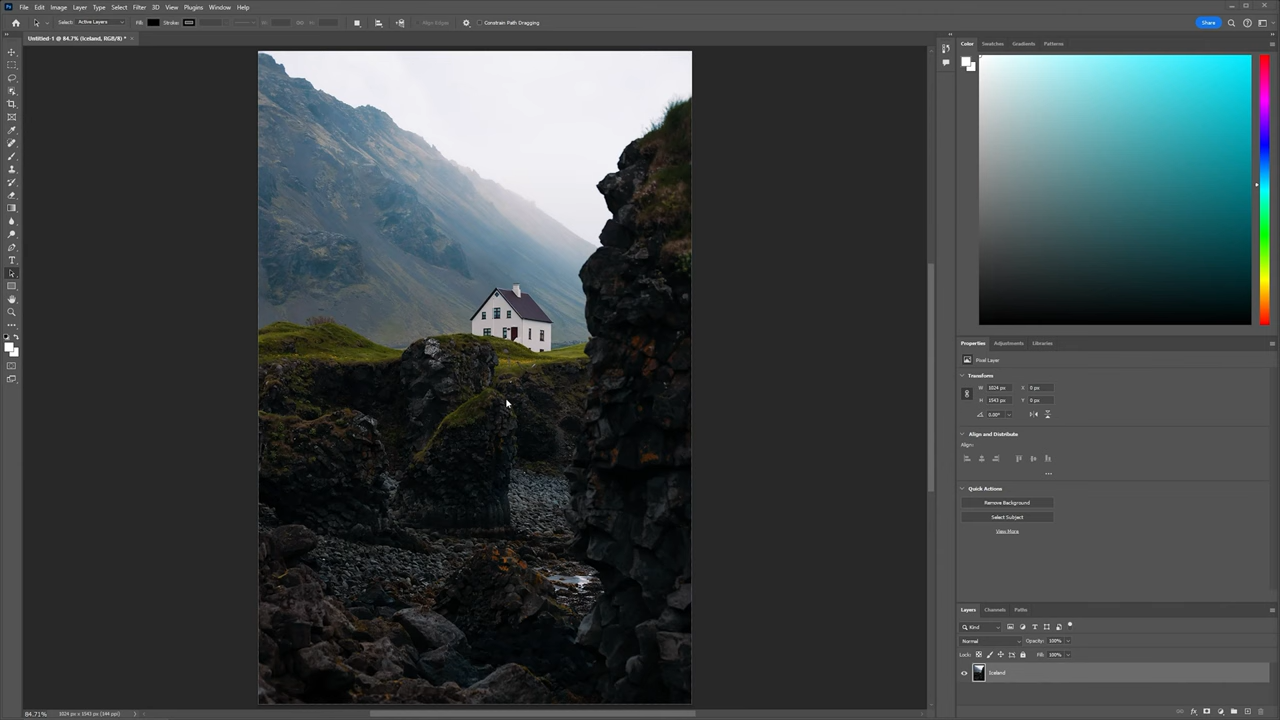 Ps File Edit Image Layer Type Select Filter 3D View Plugins Window Help
Select: Active Layers Fill: Stroke: W: H: Align Edges Constrain Path Dragging Share
Untitled-1 @ 84.7% (Iceland, RGB/8) * ×
Color Swatches Gradients Patterns
Properties Adjustments Libraries
Pixel Layer
Transform
W 1024 px X 0 px
H 1543 px Y 0 px
0.00°
Align and Distribute
Align:
Quick Actions
Remove Background
Select Subject
View More
Layers Channels Paths
Kind
Normal Opacity: 100%
Lock: Fill: 100%
Iceland
84.71% 1024 px x 1543 px (144 ppi)